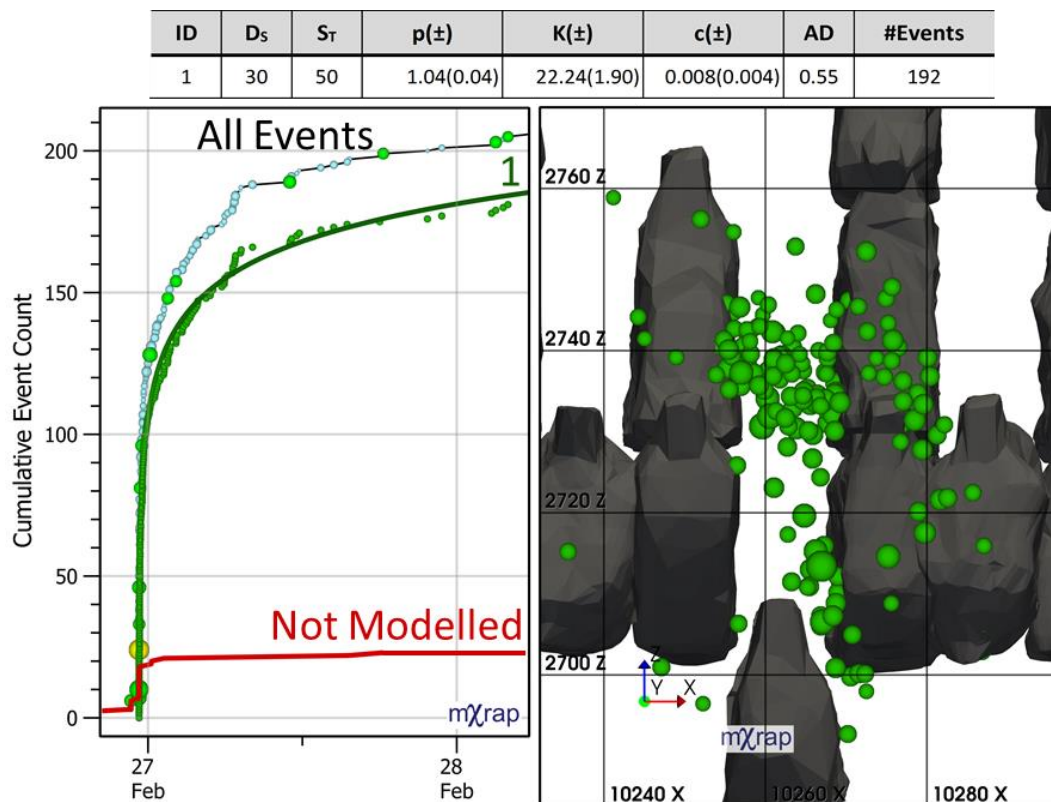 ID DS ST p(±) K(±) c(±) AD #Events
1 30 50 1.04(0.04) 22.24(1.90) 0.008(0.004) 0.55 192
All Events
1
Not Modelled
Cumulative Event Count
200
150
100
50
0
mχrap
27
Feb
28
Feb
2760 Z
2740 Z
2720 Z
2700 Z
Z
Y X
mχrap
10240 X 10260 X 10280 X